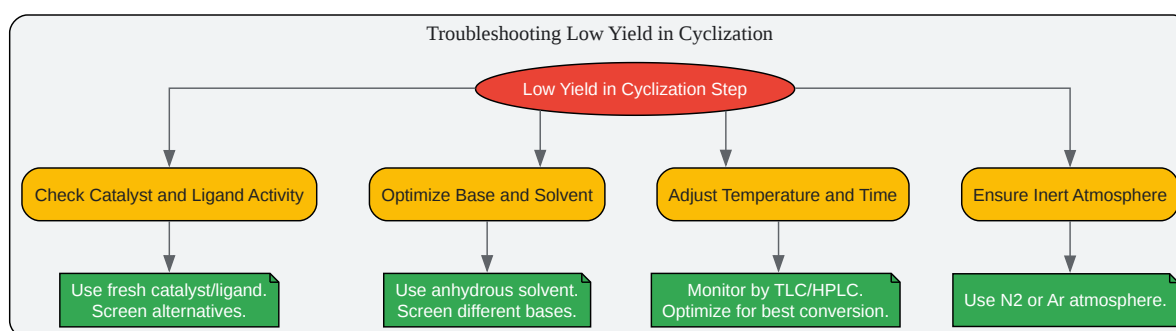 Troubleshooting Low Yield in Cyclization
Low Yield in Cyclization Step
Check Catalyst and Ligand Activity
Optimize Base and Solvent
Adjust Temperature and Time
Ensure Inert Atmosphere
Use fresh catalyst/ligand.
Screen alternatives.
Use anhydrous solvent.
Screen different bases.
Monitor by TLC/HPLC.
Optimize for best conversion.
Use N2 or Ar atmosphere.